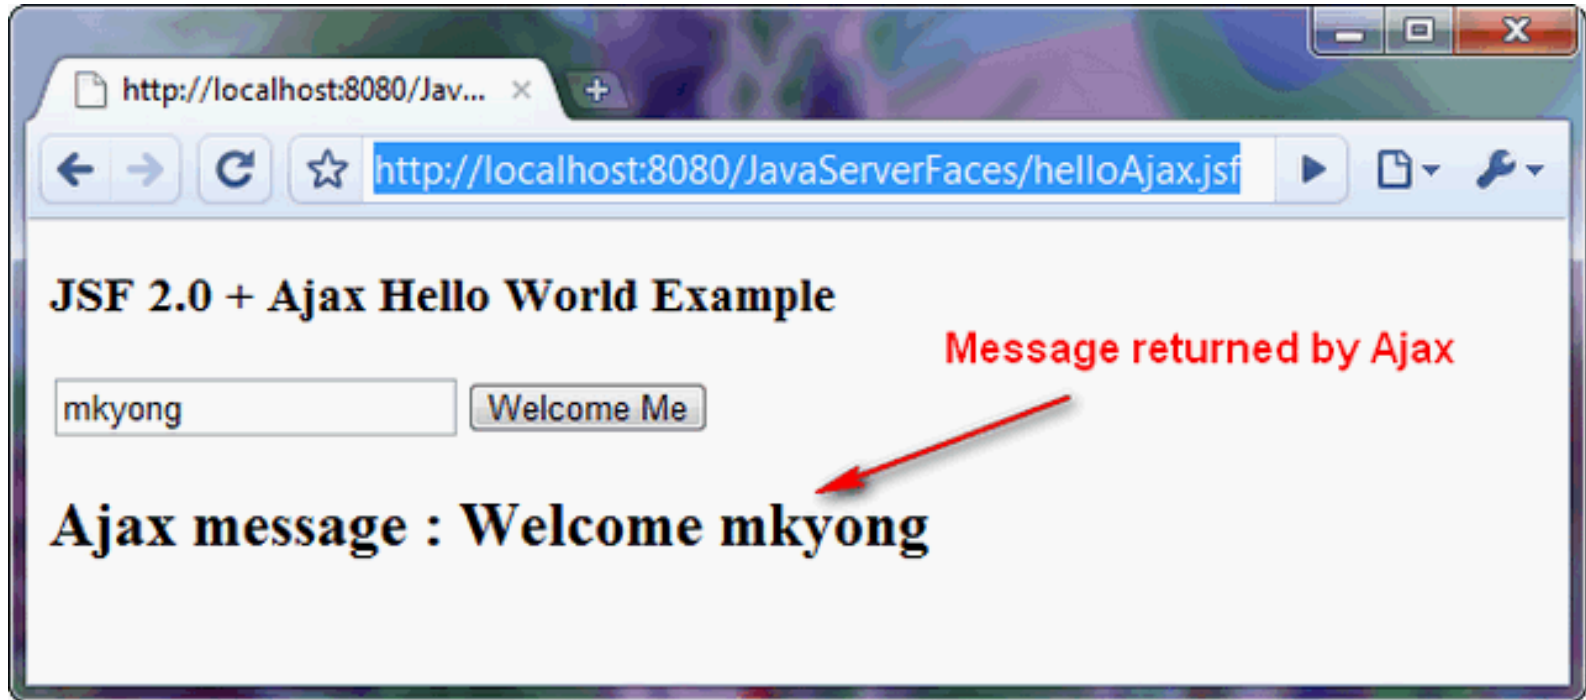 http://localhost:8080/Jav...
http://localhost:8080/JavaServerFaces/helloAjax.jsf
JSF 2.0 + Ajax Hello World Example
Message returned by Ajax
mkyong
Welcome Me
Ajax message : Welcome mkyong